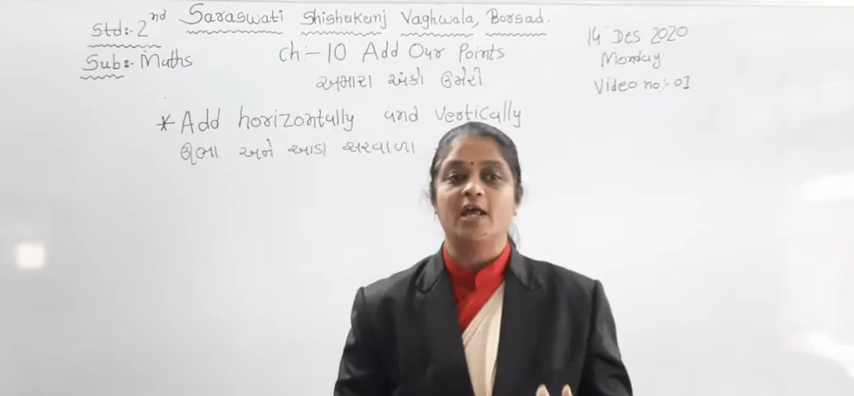 Std:- 2nd Saraswati Shishukunj Vaghwala, Borsad.
Sub:- Maths
Ch-10 Add Our Points
અમારા અંકો ઉમેરી
14 Des 2020
Monday
Video no:- 01
* Add horizontally and vertically
ઊભા અને આડા સરવાળા